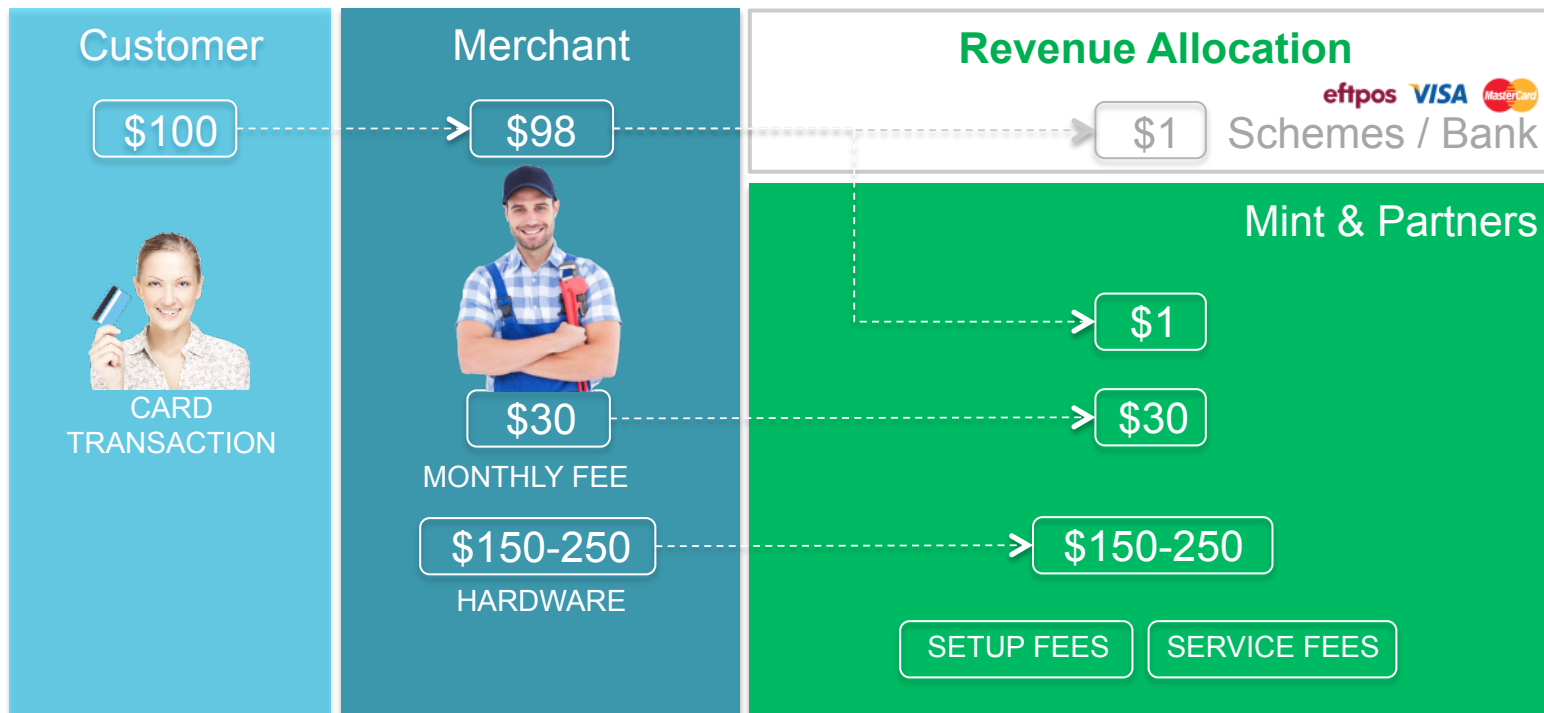 Customer
$100
CARD
TRANSACTION
Merchant
$98
$30
MONTHLY FEE
$150-250
HARDWARE
Revenue Allocation
eftpos VISA MasterCard
$1 Schemes / Bank
Mint & Partners
$1
$30
$150-250
SETUP FEES SERVICE FEES